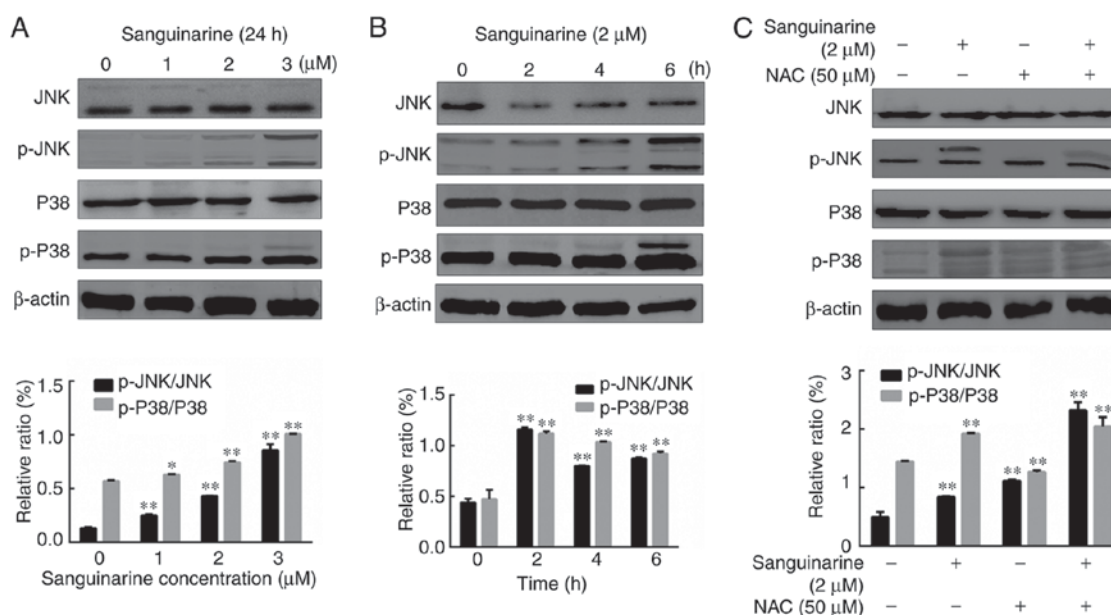 A
Sanguinarine (24 h)
0 1 2 3 (μM)
JNK
p-JNK
P38
p-P38
β-actin
p-JNK/JNK
p-P38/P38
Relative ratio (%)
1.5
1.0
0.5
0.0
** * ** ** ** **
0 1 2 3
Sanguinarine concentration (μM)
B
Sanguinarine (2 μM)
0 2 4 6 (h)
JNK
p-JNK
P38
p-P38
β-actin
p-JNK/JNK
p-P38/P38
Relative ratio (%)
1.5
1.0
0.5
0.0
** ** ** ** ** **
0 2 4 6
Time (h)
C
Sanguinarine
(2 μM)
– + – +
NAC (50 μM) – – + +
JNK
p-JNK
P38
p-P38
β-actin
p-JNK/JNK
p-P38/P38
Relative ratio (%)
3
2
1
0
** ** ** ** ** **
Sanguinarine – + – +
(2 μM)
NAC (50 μM) – – + +